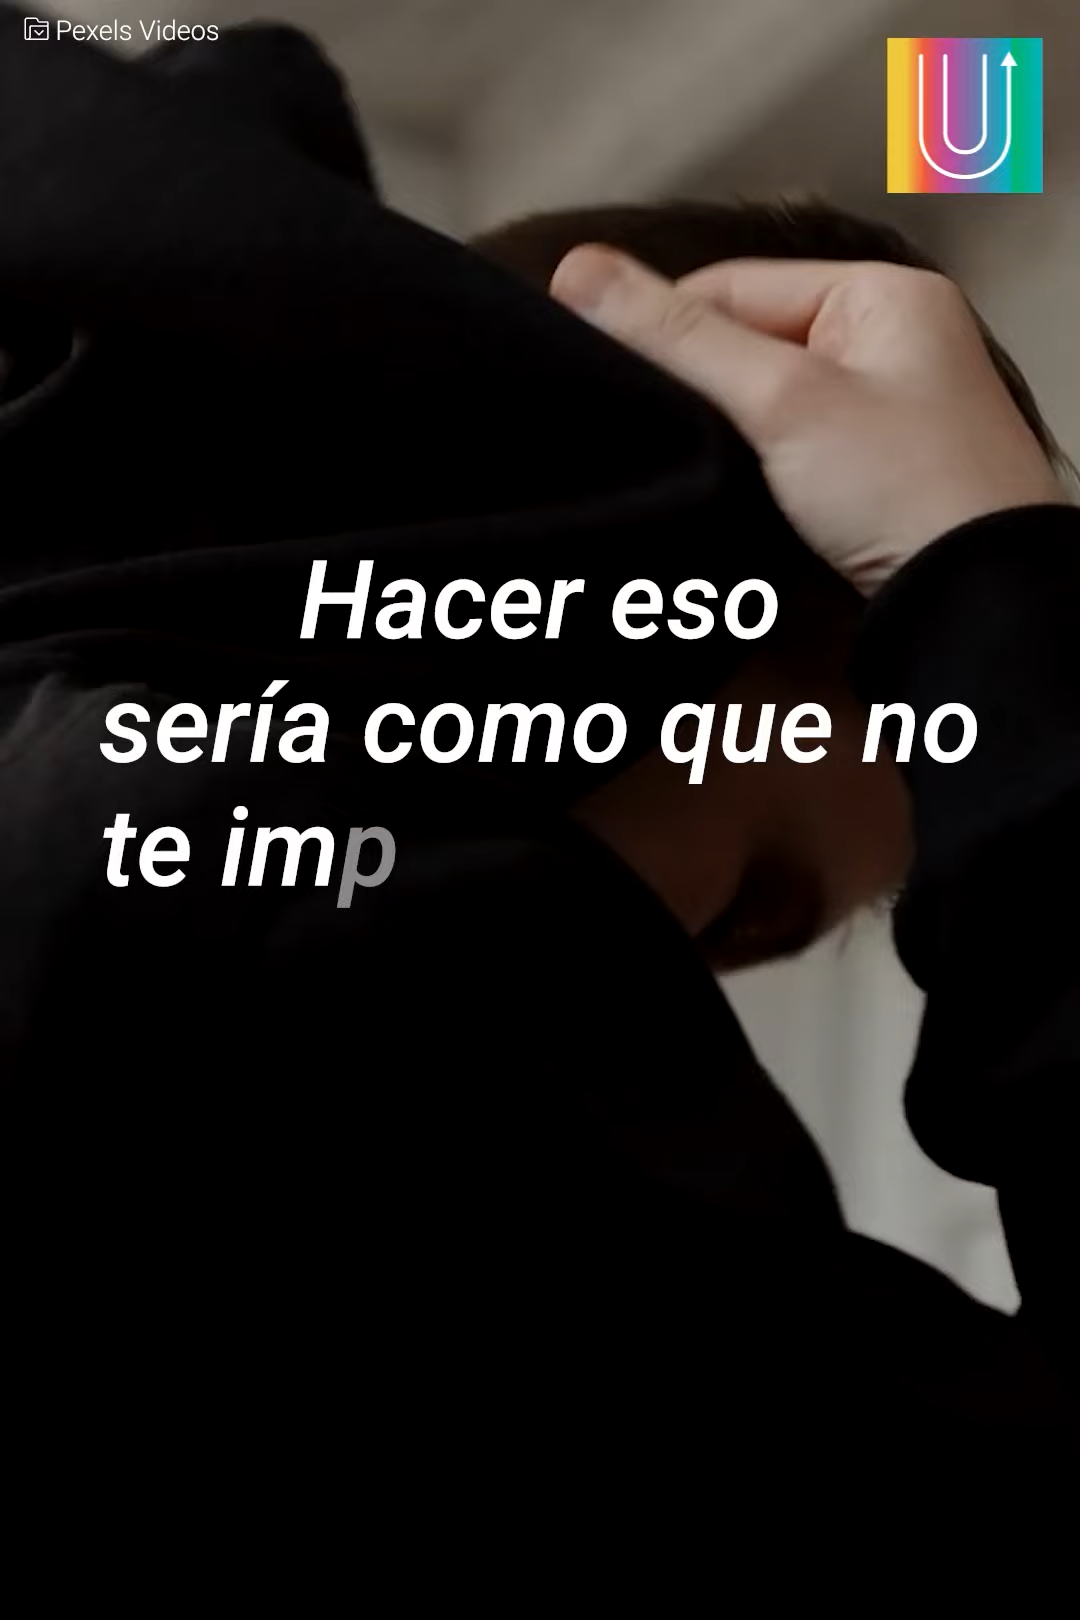 Pexels Videos
U
Hacer eso
sería como que no
te imp